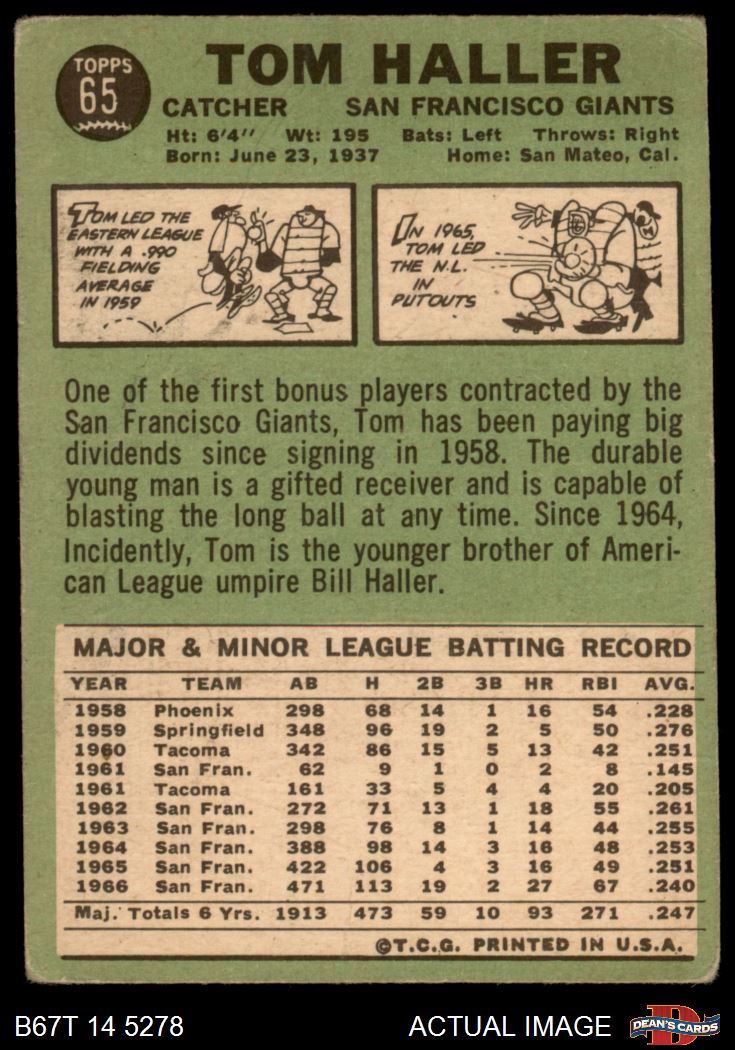 TOPPS
65
TOM HALLER
CATCHER SAN FRANCISCO GIANTS
Ht: 6'4" Wt: 195 Bats: Left Throws: Right
Born: June 23, 1937 Home: San Mateo, Cal.
TOM LED THE
EASTERN LEAGUE
WITH A .990
FIELDING
AVERAGE
IN 1959
IN 1965,
TOM LED
THE N.L.
IN
PUTOUTS
One of the first bonus players contracted by the
San Francisco Giants, Tom has been paying big
dividends since signing in 1958. The durable
young man is a gifted receiver and is capable of
blasting the long ball at any time. Since 1964,
Incidently, Tom is the younger brother of Ameri-
can League umpire Bill Haller.
MAJOR & MINOR LEAGUE BATTING RECORD
YEAR TEAM AB H 2B 3B HR RBI AVG.
1958 Phoenix 298 68 14 1 16 54 .228
1959 Springfield 348 96 19 2 5 50 .276
1960 Tacoma 342 86 15 5 13 42 .251
1961 San Fran. 62 9 1 0 2 8 .145
1961 Tacoma 161 33 5 4 4 20 .205
1962 San Fran. 272 71 13 1 18 55 .261
1963 San Fran. 298 76 8 1 14 44 .255
1964 San Fran. 388 98 14 3 16 48 .253
1965 San Fran. 422 106 4 3 16 49 .251
1966 San Fran. 471 113 19 2 27 67 .240
Maj. Totals 6 Yrs. 1913 473 59 10 93 271 .247
©T.C.G. PRINTED IN U.S.A.
B67T 14 5278 ACTUAL IMAGE
D
DEAN'S CARDS